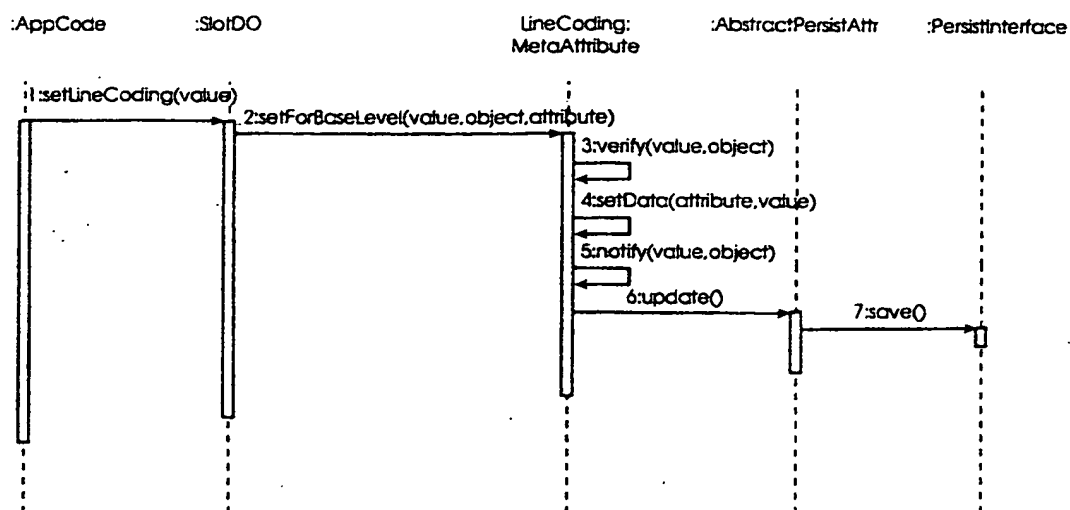 :AppCode
:SlotDO
LineCoding:
MetaAttribute
:AbstractPersistAttr
:PersistInterface
1:setLineCoding(value)
2:setForBaseLevel(value,object,attribute)
3:verify(value,object)
4:setData(attribute,value)
5:notify(value,object)
6:update()
7:save()